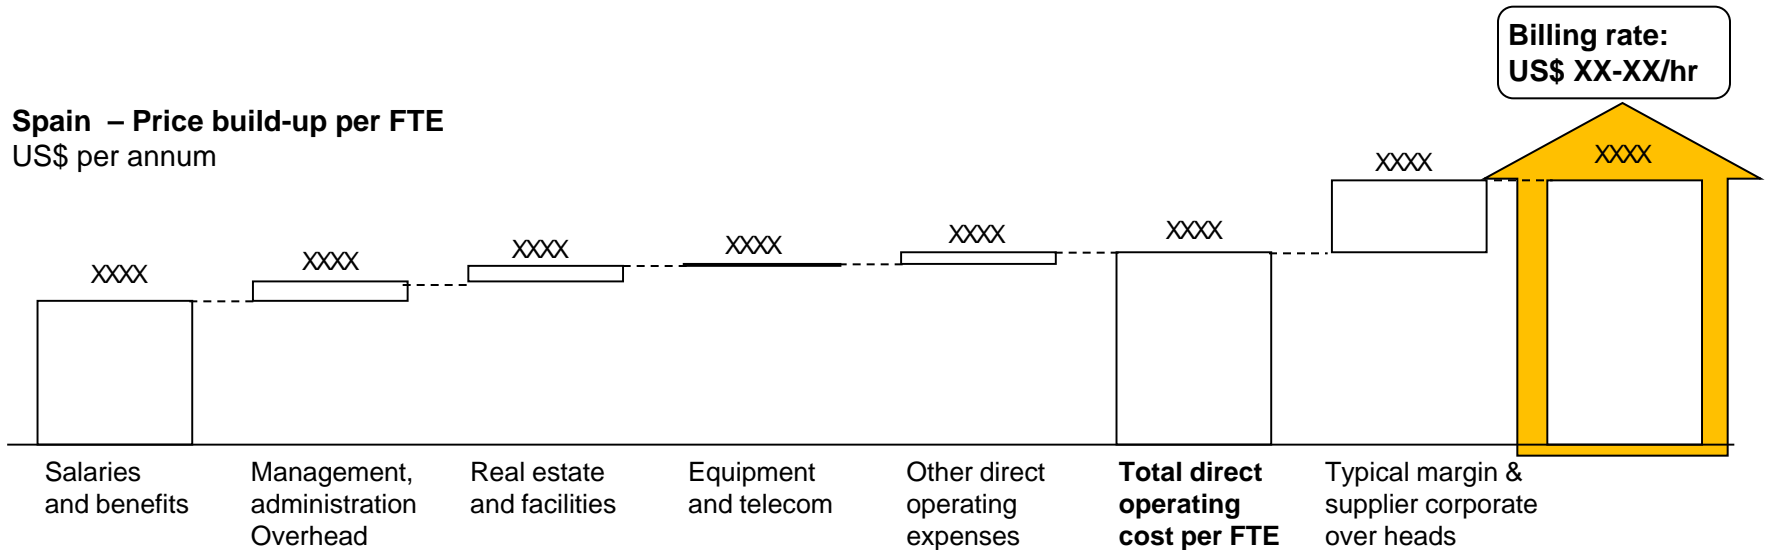 Billing rate:
US$ XX-XX/hr
Spain – Price build-up per FTE
US$ per annum
XXXX
XXXX
XXXX
XXXX
XXXX
XXXX
XXXX
XXXX
Salaries
and benefits
Management,
administration
Overhead
Real estate
and facilities
Equipment
and telecom
Other direct
operating
expenses
Total direct
operating
cost per FTE
Typical margin &
supplier corporate
over heads